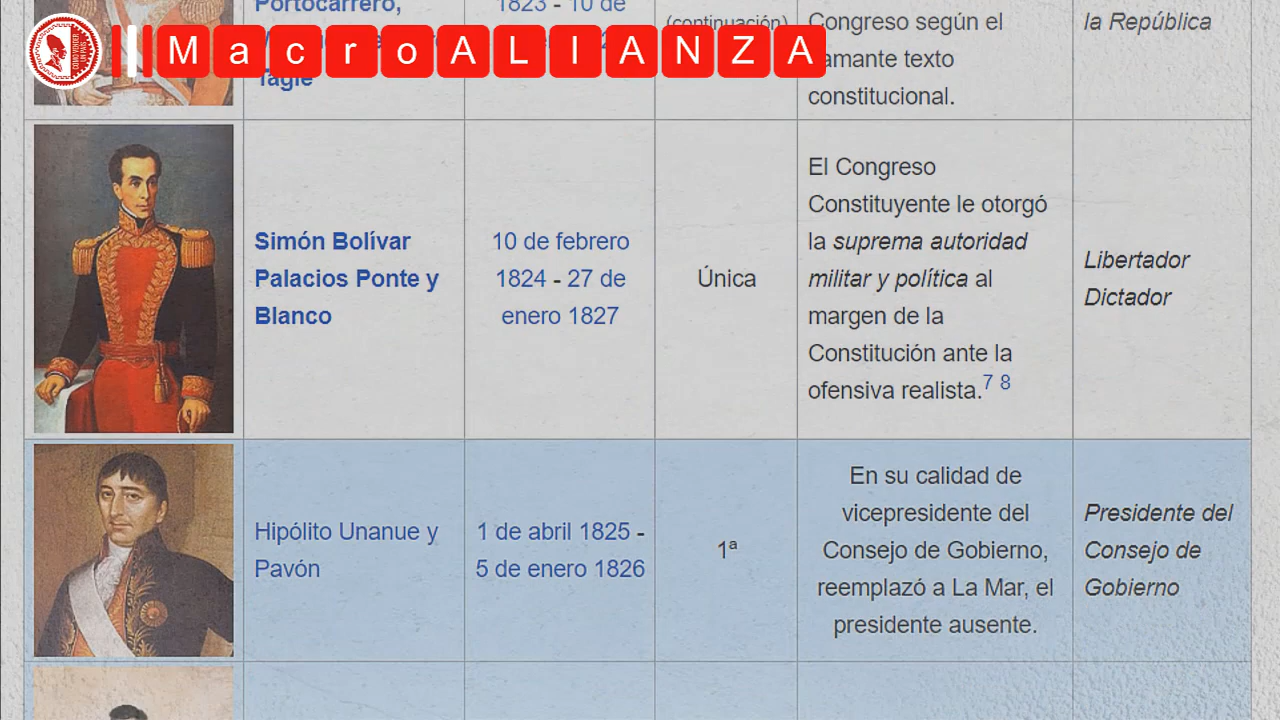 Portocarrero,
1823 - 10 de
(continuación)
Congreso según el
la República
MacroALIANZA
Tagle
flamante texto
constitucional.
Simón Bolívar
Palacios Ponte y
Blanco
10 de febrero
1824 - 27 de
enero 1827
Única
El Congreso
Constituyente le otorgó
la suprema autoridad
militar y política al
margen de la
Constitución ante la
ofensiva realista.7 8
Libertador
Dictador
Hipólito Unanue y
Pavón
1 de abril 1825 -
5 de enero 1826
1ª
En su calidad de
vicepresidente del
Consejo de Gobierno,
reemplazó a La Mar, el
presidente ausente.
Presidente del
Consejo de
Gobierno